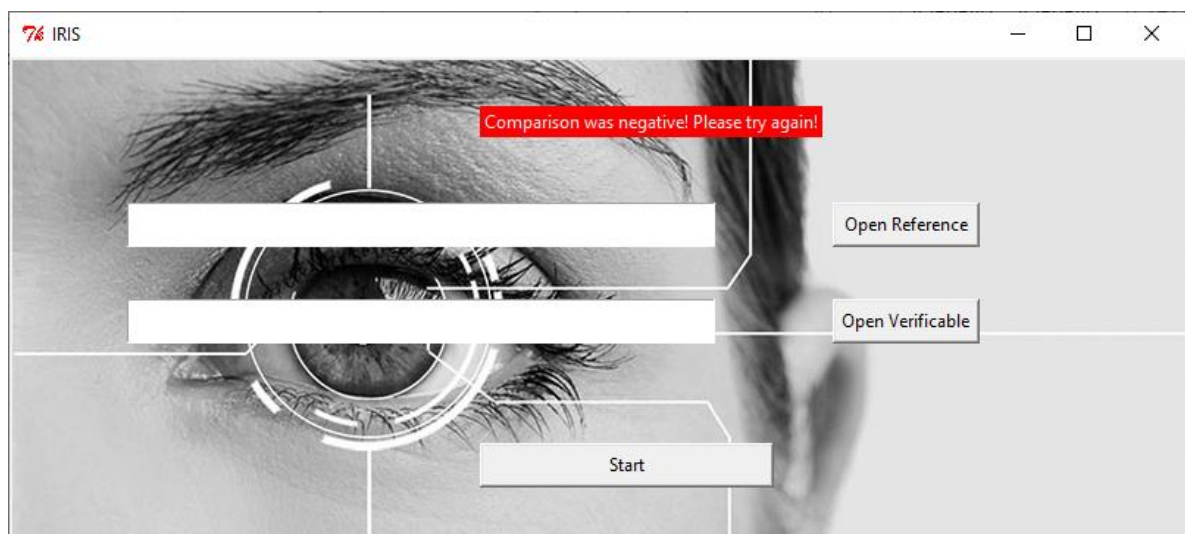 IRIS
Comparison was negative! Please try again!
Open Reference
Open Verificable
Start